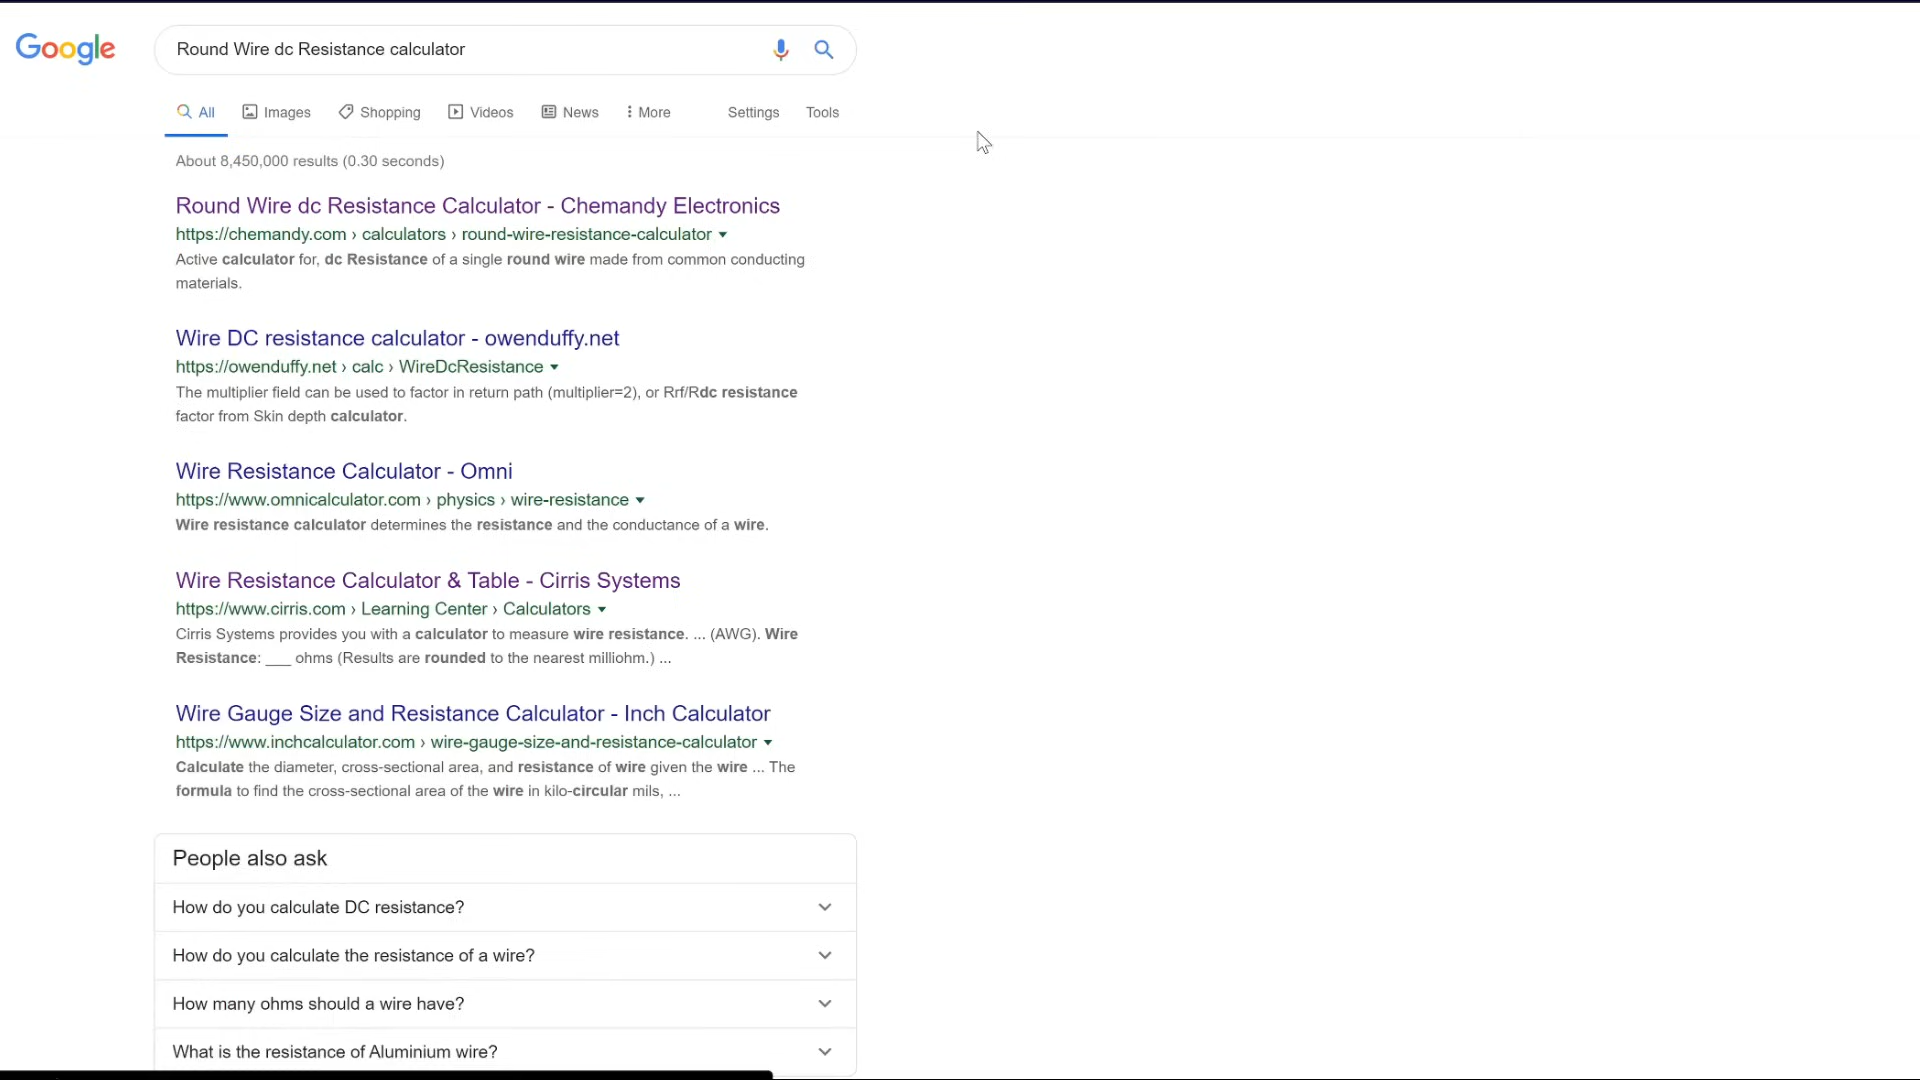 Google
Round Wire dc Resistance calculator
All Images Shopping Videos News More Settings Tools
About 8,450,000 results (0.30 seconds)
Round Wire dc Resistance Calculator - Chemandy Electronics
https://chemandy.com › calculators › round-wire-resistance-calculator
Active calculator for, dc Resistance of a single round wire made from common conducting
materials.
Wire DC resistance calculator - owenduffy.net
https://owenduffy.net › calc › WireDcResistance
The multiplier field can be used to factor in return path (multiplier=2), or Rrf/Rdc resistance
factor from Skin depth calculator.
Wire Resistance Calculator - Omni
https://www.omnicalculator.com › physics › wire-resistance
Wire resistance calculator determines the resistance and the conductance of a wire.
Wire Resistance Calculator & Table - Cirris Systems
https://www.cirris.com › Learning Center › Calculators
Cirris Systems provides you with a calculator to measure wire resistance. ... (AWG). Wire
Resistance: ___ ohms (Results are rounded to the nearest milliohm.) ...
Wire Gauge Size and Resistance Calculator - Inch Calculator
https://www.inchcalculator.com › wire-gauge-size-and-resistance-calculator
Calculate the diameter, cross-sectional area, and resistance of wire given the wire ... The
formula to find the cross-sectional area of the wire in kilo-circular mils, ...
People also ask
How do you calculate DC resistance?
How do you calculate the resistance of a wire?
How many ohms should a wire have?
What is the resistance of Aluminium wire?